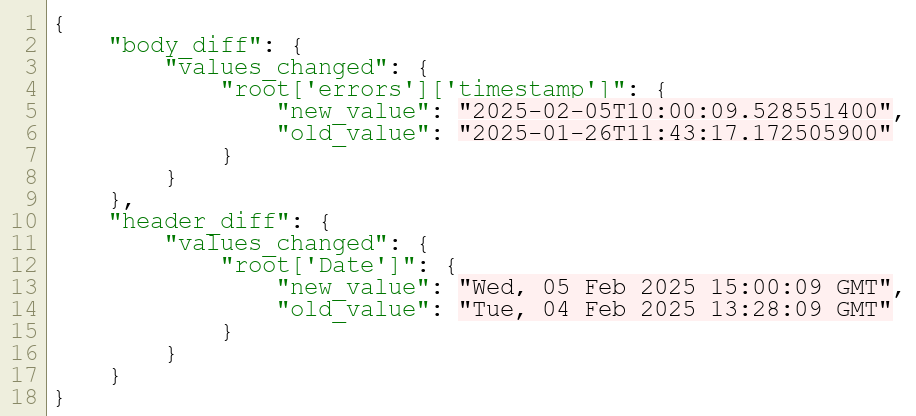 1 {
2     "body_diff": {
3         "values_changed": {
4             "root['errors']['timestamp']": {
5                 "new_value": "2025-02-05T10:00:09.528551400",
6                 "old_value": "2025-01-26T11:43:17.172505900"
7             }
8         }
9     },
10     "header_diff": {
11         "values_changed": {
12             "root['Date']": {
13                 "new_value": "Wed, 05 Feb 2025 15:00:09 GMT",
14                 "old_value": "Tue, 04 Feb 2025 13:28:09 GMT"
15             }
16         }
17     }
18 }